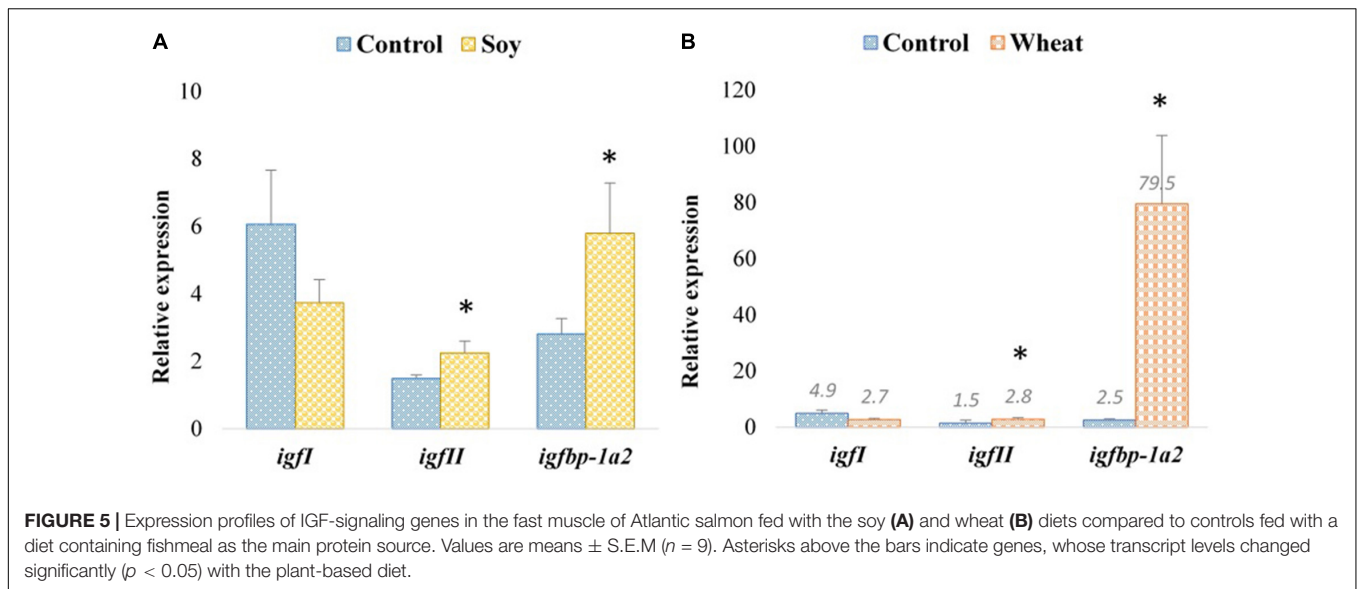 A
Control Soy
10
8
6
4
2
0
Relative expression
*
*
igfI igfII igfbp-1a2
B
Control Wheat
120
100
80
60
40
20
0
Relative expression
*
79.5
*
4.9 2.7 1.5 2.8 2.5
igfI igfII igfbp-1a2
FIGURE 5 | Expression profiles of IGF-signaling genes in the fast muscle of Atlantic salmon fed with the soy (A) and wheat (B) diets compared to controls fed with a
diet containing fishmeal as the main protein source. Values are means ± S.E.M (n = 9). Asterisks above the bars indicate genes, whose transcript levels changed
significantly (p < 0.05) with the plant-based diet.